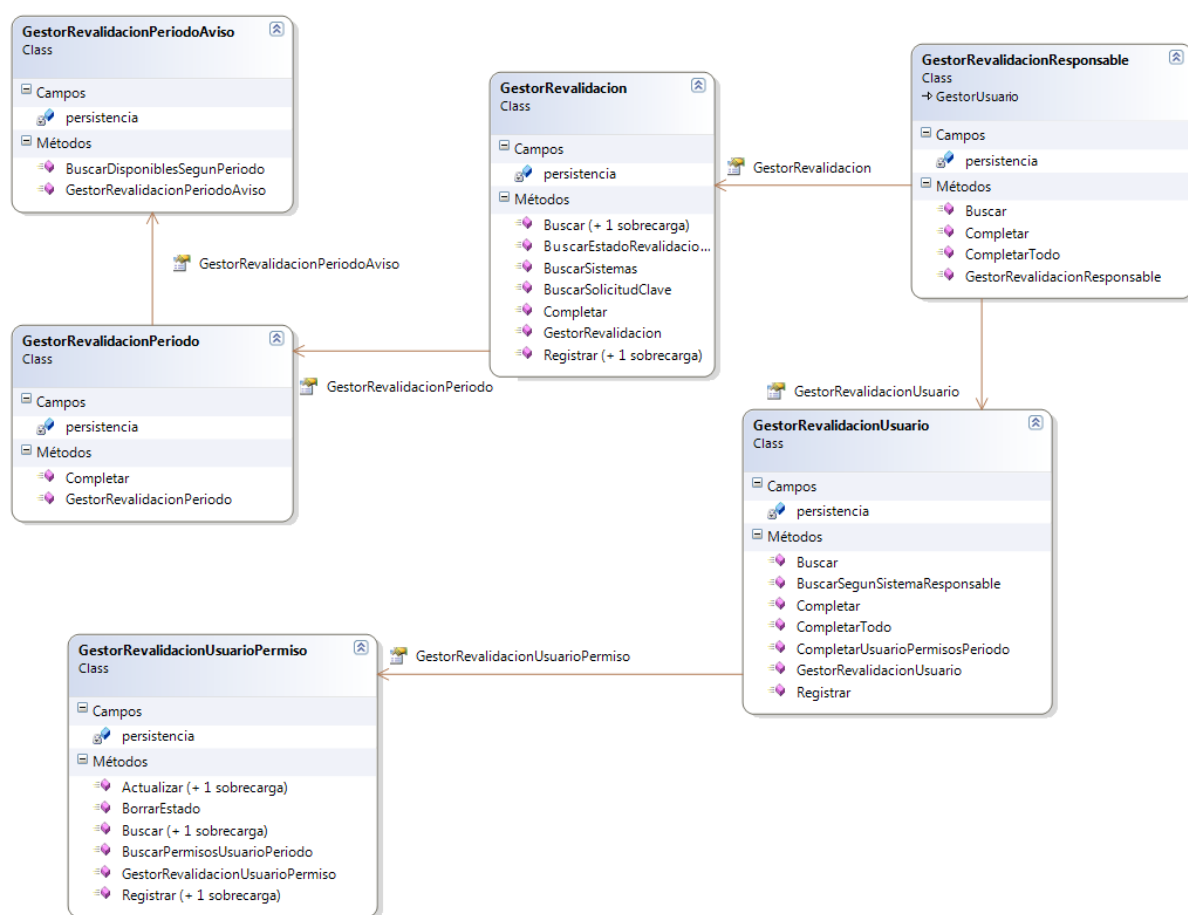 GestorRevalidacionPeriodoAviso
Class
Campos
persistencia
Métodos
BuscarDisponiblesSegunPeriodo
GestorRevalidacionPeriodoAviso
GestorRevalidacionPeriodoAviso
GestorRevalidacionPeriodo
Class
Campos
persistencia
Métodos
Completar
GestorRevalidacionPeriodo
GestorRevalidacionPeriodo
GestorRevalidacion
Class
Campos
persistencia
Métodos
Buscar (+ 1 sobrecarga)
BuscarEstadoRevalidacio...
BuscarSistemas
BuscarSolicitudClave
Completar
GestorRevalidacion
Registrar (+ 1 sobrecarga)
GestorRevalidacion
GestorRevalidacionResponsable
Class
GestorUsuario
Campos
persistencia
Métodos
Buscar
Completar
CompletarTodo
GestorRevalidacionResponsable
GestorRevalidacionUsuario
GestorRevalidacionUsuario
Class
Campos
persistencia
Métodos
Buscar
BuscarSegunSistemaResponsable
Completar
CompletarTodo
CompletarUsuarioPermisosPeriodo
GestorRevalidacionUsuario
Registrar
GestorRevalidacionUsuarioPermiso
GestorRevalidacionUsuarioPermiso
Class
Campos
persistencia
Métodos
Actualizar (+ 1 sobrecarga)
BorrarEstado
Buscar (+ 1 sobrecarga)
BuscarPermisosUsuarioPeriodo
GestorRevalidacionUsuarioPermiso
Registrar (+ 1 sobrecarga)